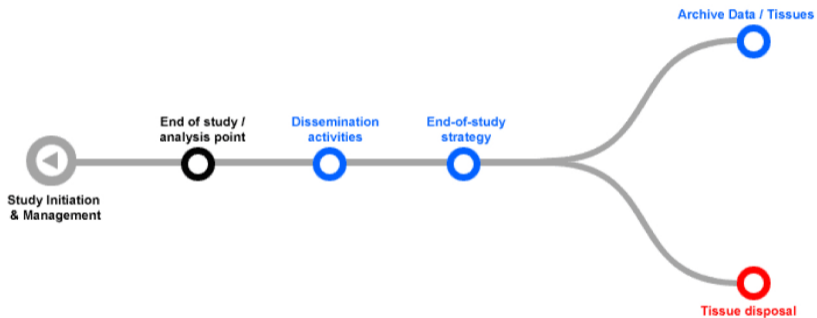 Archive Data / Tissues
End of study /
analysis point
Dissemination
activities
End-of-study
strategy
Study Initiation
& Management
Tissue disposal